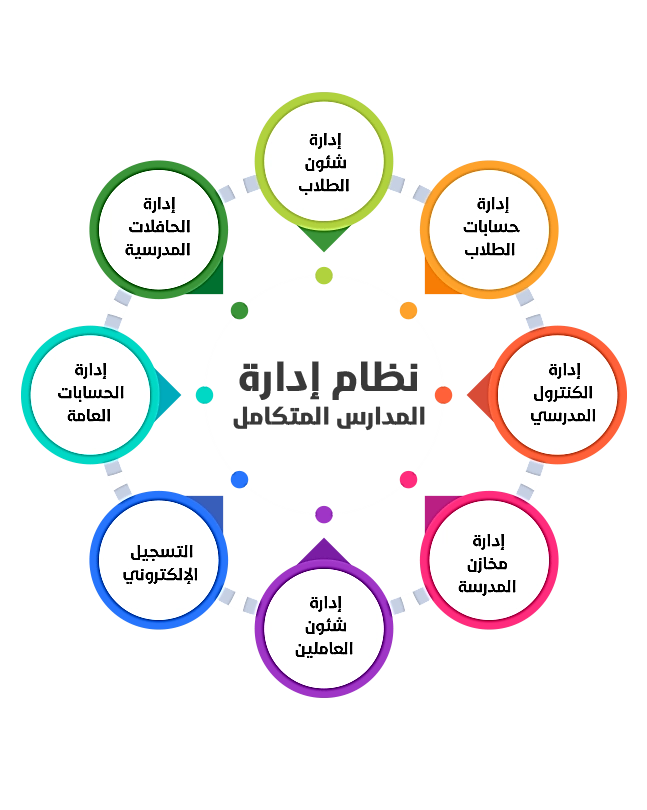 إدارة
شئون
الطلاب
إدارة
حسابات
الطلاب
إدارة
الكنترول
المدرسي
إدارة
مخازن
المدرسة
إدارة
شئون
العاملين
التسجيل
الإلكتروني
إدارة
الحسابات
العامة
إدارة
الحافلات
المدرسية
نظام إدارة
المدارس المتكامل